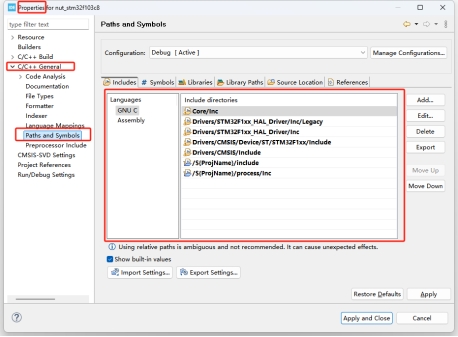 Properties for nut_stm32f103c8
type filter text
Paths and Symbols
Resource
Builders
C/C++ Build
C/C++ General
Code Analysis
Documentation
File Types
Formatter
Indexer
Language Mappings
Paths and Symbols
Preprocessor Include
CMSIS-SVD Settings
Project References
Run/Debug Settings
Configuration: Debug [ Active ]
Manage Configurations...
Includes # Symbols Libraries Library Paths Source Location References
Languages
GNU C
Assembly
Include directories
Core/Inc
Drivers/STM32F1xx_HAL_Driver/Inc/Legacy
Drivers/STM32F1xx_HAL_Driver/Inc
Drivers/CMSIS/Device/ST/STM32F1xx/Include
Drivers/CMSIS/Include
/${ProjName}/include
/${ProjName}/process/Inc
Add...
Edit...
Delete
Export
Move Up
Move Down
Using relative paths is ambiguous and not recommended. It can cause unexpected effects.
Show built-in values
Import Settings... Export Settings...
Restore Defaults Apply
Apply and Close Cancel